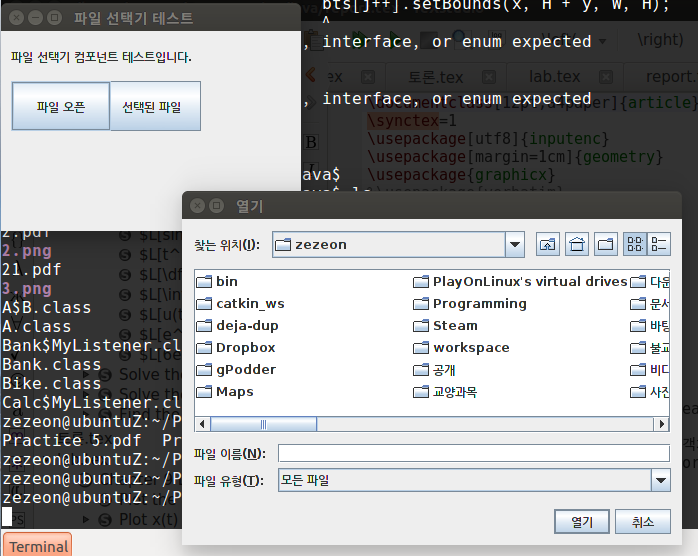 파일 선택기 테스트
파일 선택기 컴포넌트 테스트입니다.
파일 오픈
선택된 파일
bts[j++].setBounds(x, H + y, W, H);
^
, interface, or enum expected
\right)
토론.tex
lab.tex
report.
, interface, or enum expected
{article}
\synctex=1
\usepackage[utf8]{inputenc}
\usepackage[margin=1cm]{geometry}
\usepackage{graphicx}
ava$
열기
찾는 위치(I):
zezeon
bin
catkin_ws
deja-dup
Dropbox
gPodder
Maps
PlayOnLinux's virtual drives
Programming
Steam
workspace
공개
교양과목
다운
문서
바탕
불교
비디
사진
파일 이름(N):
파일 유형(T):
모든 파일
열기
취소
2.pdf
2.png
21.pdf
3.png
A$B.class
A.class
Bank$MyListener.cl
Bank.class
Bike.class
Calc$MyListener.cl
zezeon@ubuntuZ:~/P
Practice 5.pdf Pr
zezeon@ubuntuZ:~/P
zezeon@ubuntuZ:~/P
zezeon@ubuntuZ:~/P
Plot x(t)
Terminal